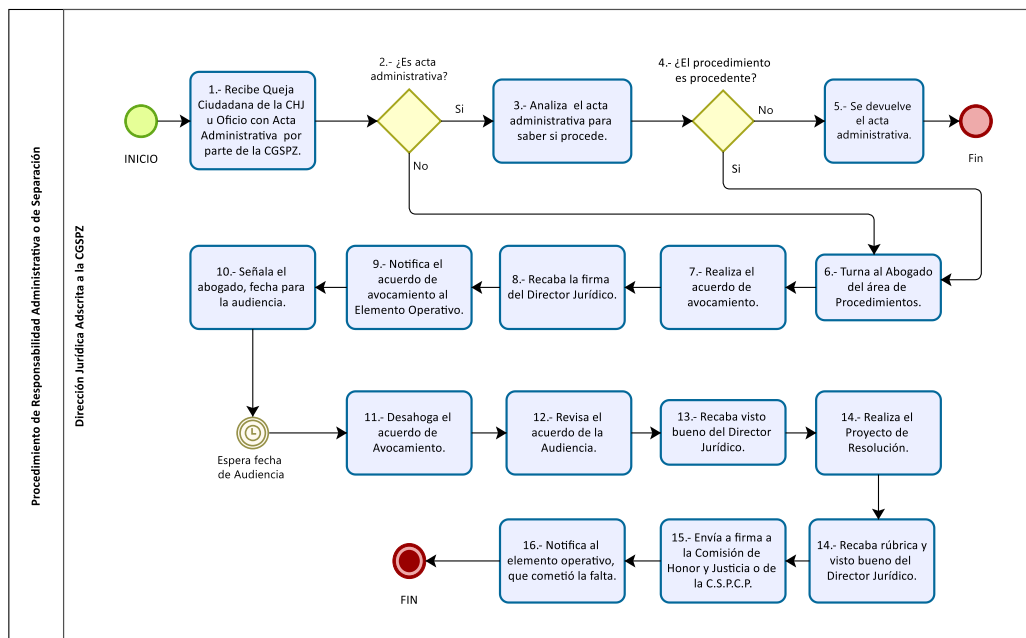 Procedimiento de Responsabilidad Administrativa o de Separación
Dirección Jurídica Adscrita a la CGSPZ
INICIO
1.- Recibe Queja
Ciudadana de la CHJ
u Oficio con Acta
Administrativa por
parte de la CGSPZ.
2.- ¿Es acta
administrativa?
Si
No
3.- Analiza el acta
administrativa para
saber si procede.
4.- ¿El procedimiento
es procedente?
No
Si
5.- Se devuelve
el acta
administrativa.
Fin
6.- Turna al Abogado
del área de
Procedimientos.
7.- Realiza el
acuerdo de
avocamiento.
8.- Recaba la firma
del Director Jurídico.
9.- Notifica el
acuerdo de
avocamiento al
Elemento Operativo.
10.- Señala el
abogado, fecha para
la audiencia.
Espera fecha
de Audiencia
11.- Desahoga el
acuerdo de
Avocamiento.
12.- Revisa el
acuerdo de la
Audiencia.
13.- Recaba visto
bueno del Director
Jurídico.
14.- Realiza el
Proyecto de
Resolución.
14.- Recaba rúbrica y
visto bueno del
Director Jurídico.
15.- Envía a firma a
la Comisión de
Honor y Justicia o de
la C.S.P.C.P.
16.- Notifica al
elemento operativo,
que cometió la falta.
FIN